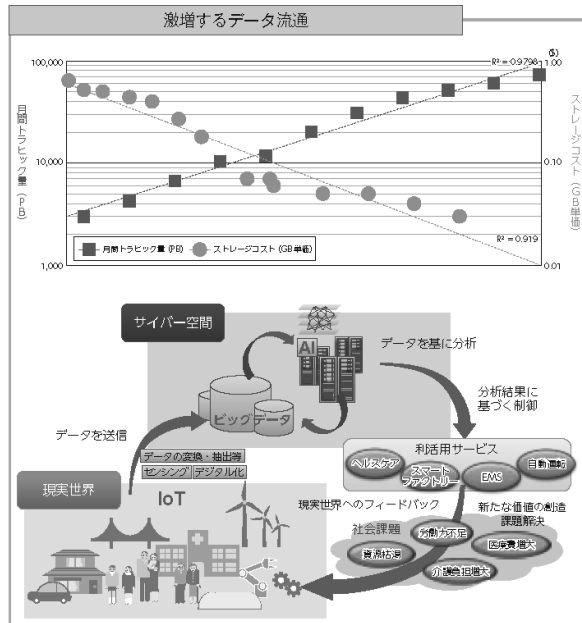 激増するデータ流通
($)
100,000
R² = 0.9798
1.00
月間トラヒック量（PB）
ストレージコスト（GB単価）
10,000
0.10
月間トラヒック量(PB)
ストレージコスト(GB単価)
R² = 0.919
1,000
0.01
サイバー空間
AI
データを基に分析
ビッグデータ
分析結果に
基づく制御
データを送信
データの変換・抽出等
センシング
デジタル化
利活用サービス
ヘルスケア
スマート
ファクトリー
EMS
自動運転
現実世界
IoT
現実世界へのフィードバック
新たな価値の創造
課題解決
社会課題
労働力不足
資源枯渇
医療費増大
介護負担増大